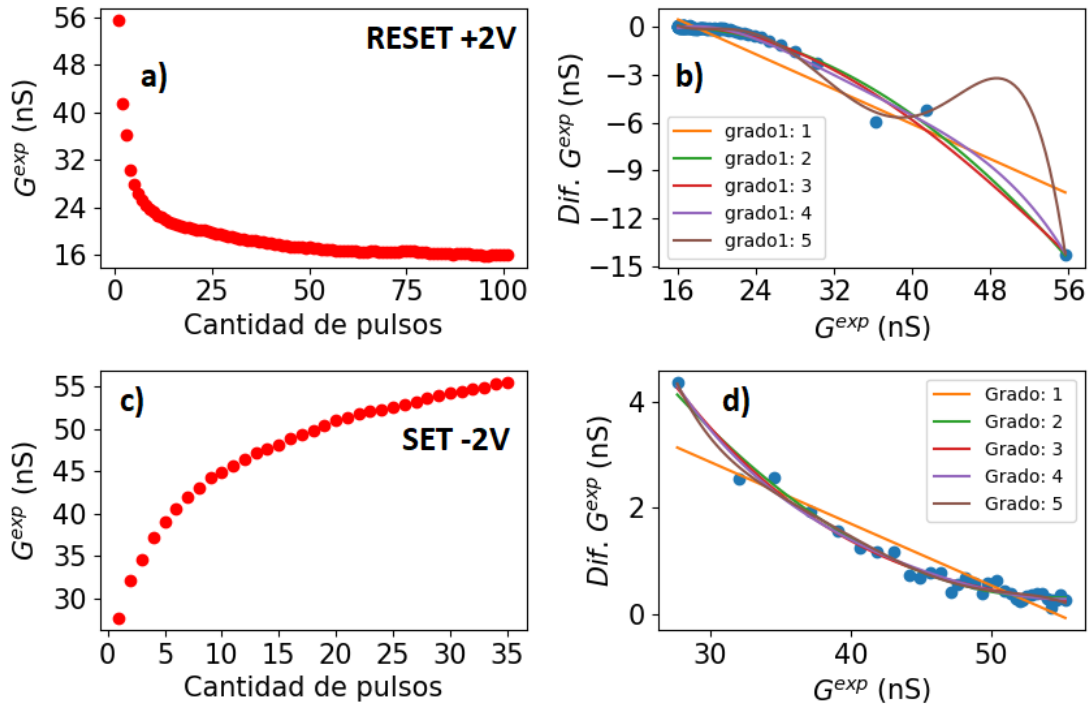 a)
RESET +2V
G^exp (nS)
56
48
40
32
24
16
0
25
50
75
100
Cantidad de pulsos
b)
Dif. G^exp (nS)
0
−3
−6
−9
−12
−15
grado1: 1
grado1: 2
grado1: 3
grado1: 4
grado1: 5
16
24
32
40
48
56
G^exp (nS)
c)
SET -2V
G^exp (nS)
55
50
45
40
35
30
0
5
10
15
20
25
30
35
Cantidad de pulsos
d)
Dif. G^exp (nS)
4
2
0
Grado: 1
Grado: 2
Grado: 3
Grado: 4
Grado: 5
30
40
50
G^exp (nS)